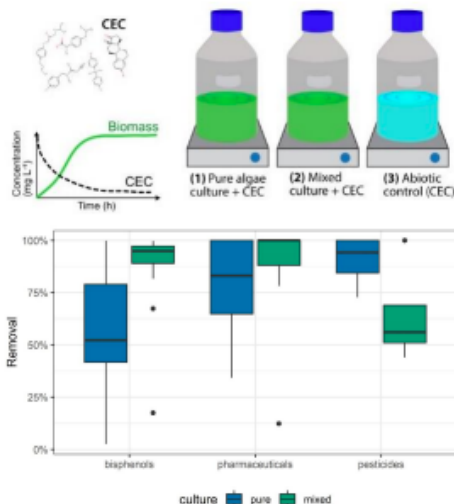 CEC
Concentration
(mg L⁻¹)
Biomass
CEC
Time (h)
(1) Pure algae
culture + CEC
(2) Mixed
culture + CEC
(3) Abiotic
control (CEC)
Removal
100%
75%
50%
25%
0%
bisphenols
pharmaceuticals
pesticides
culture pure mixed